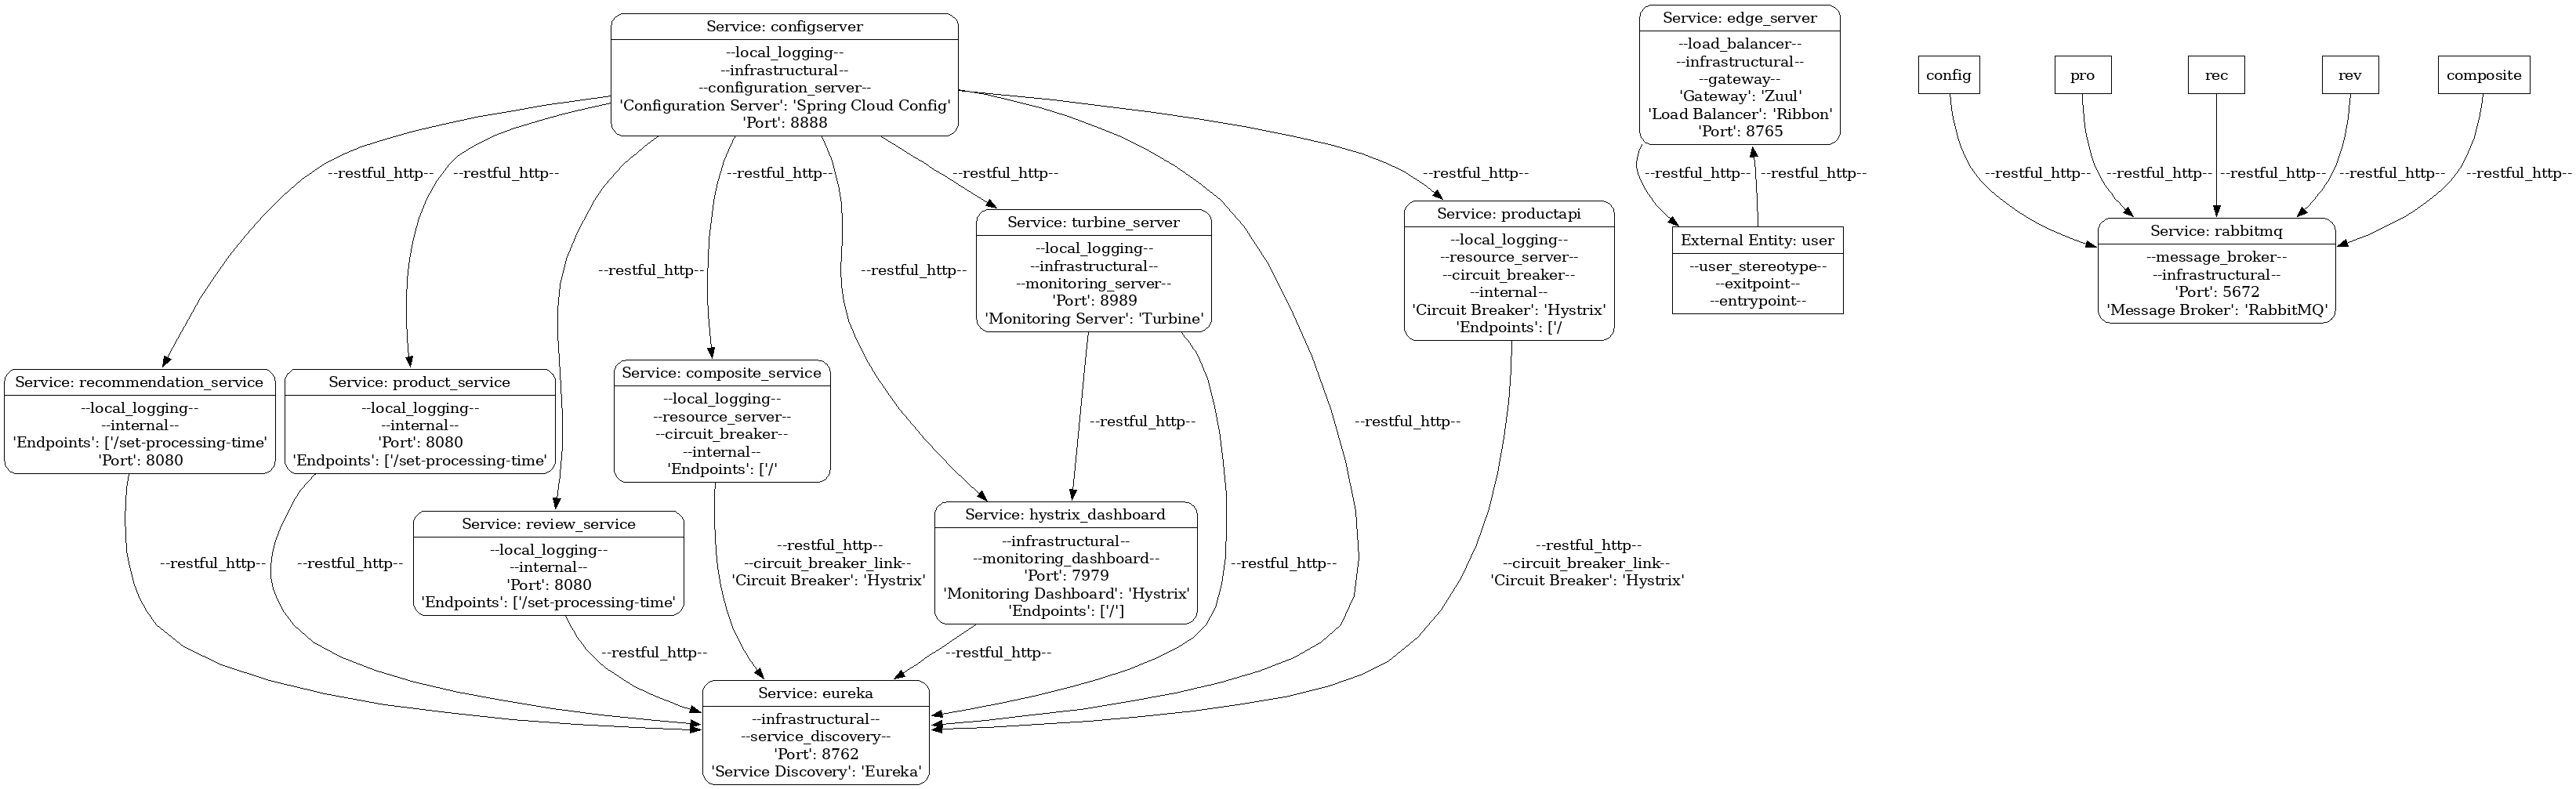 Service: configserver
--local_logging--
--infrastructural--
--configuration_server--
'Configuration Server': 'Spring Cloud Config'
'Port': 8888
Service: edge_server
--load_balancer--
--infrastructural--
--gateway--
'Gateway': 'Zuul'
'Load Balancer': 'Ribbon'
'Port': 8765
config
pro
rec
rev
composite
--restful_http--
--restful_http--
--restful_http--
--restful_http--
--restful_http--
--restful_http--
--restful_http--
--restful_http--
--restful_http--
--restful_http--
--restful_http--
--restful_http--
--restful_http--
--restful_http--
Service: turbine_server
--local_logging--
--infrastructural--
--monitoring_server--
'Port': 8989
'Monitoring Server': 'Turbine'
Service: productapi
--local_logging--
--resource_server--
--circuit_breaker--
--internal--
'Circuit Breaker': 'Hystrix'
'Endpoints': ['/
External Entity: user
--user_stereotype--
--exitpoint--
--entrypoint--
Service: rabbitmq
--message_broker--
--infrastructural--
'Port': 5672
'Message Broker': 'RabbitMQ'
Service: recommendation_service
--local_logging--
--internal--
'Endpoints': ['/set-processing-time'
'Port': 8080
Service: product_service
--local_logging--
--internal--
'Port': 8080
'Endpoints': ['/set-processing-time'
Service: composite_service
--local_logging--
--resource_server--
--circuit_breaker--
--internal--
'Endpoints': ['/'
--restful_http--
--restful_http--
Service: review_service
--local_logging--
--internal--
'Port': 8080
'Endpoints': ['/set-processing-time'
Service: hystrix_dashboard
--infrastructural--
--monitoring_dashboard--
'Port': 7979
'Monitoring Dashboard': 'Hystrix'
'Endpoints': ['/']
--restful_http--
--restful_http--
--restful_http--
--circuit_breaker_link--
'Circuit Breaker': 'Hystrix'
--restful_http--
--restful_http--
--circuit_breaker_link--
'Circuit Breaker': 'Hystrix'
--restful_http--
--restful_http--
Service: eureka
--infrastructural--
--service_discovery--
'Port': 8762
'Service Discovery': 'Eureka'